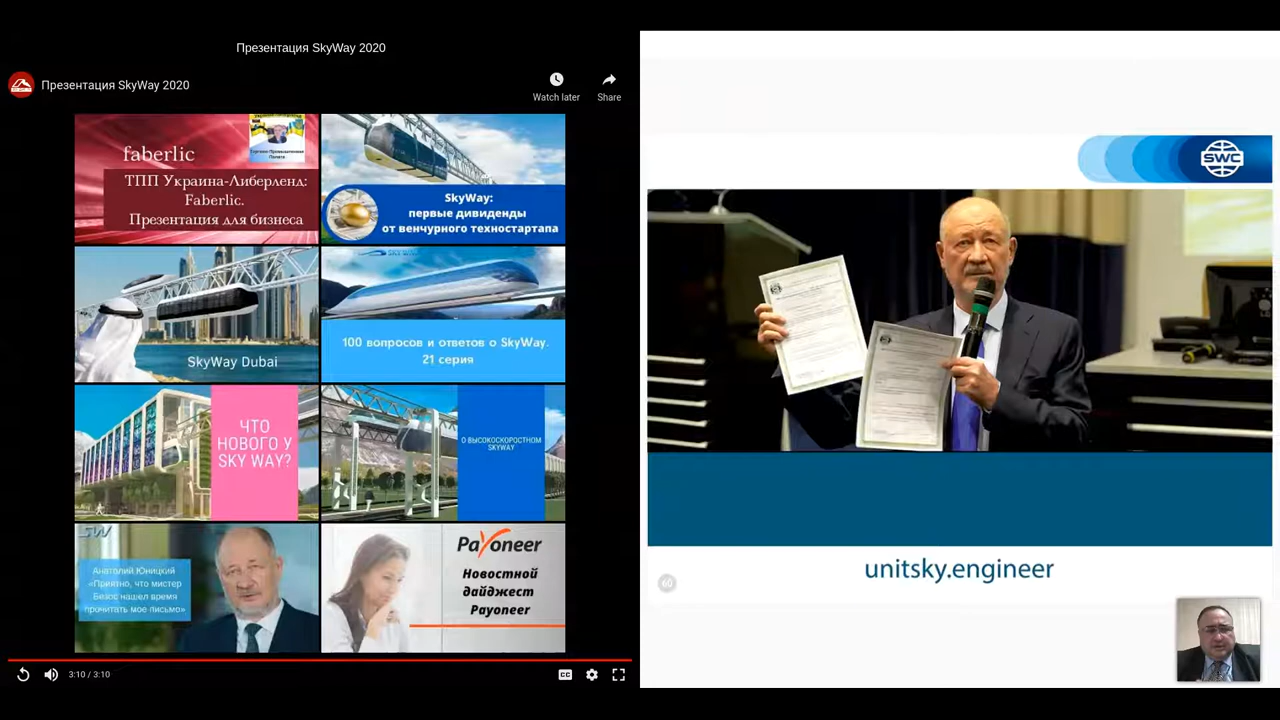 Презентация SkyWay 2020
Презентация SkyWay 2020
Watch later
Share
faberlic
ТПП Украина-Либерленд:
Faberlic.
Презентация для бизнеса
SkyWay:
первые дивиденды
от венчурного техностартапа
SkyWay Dubai
100 вопросов и ответов о SkyWay.
21 серия
ЧТО
НОВОГО У
SKY WAY?
О ВЫСОКОСКОРОСТНОМ
SKYWAY
SW
Анатолий Юницкий
«Приятно, что мистер
Безос нашел время
прочитать мое письмо»
Payoneer
Новостной
дайджест
Payoneer
3:10 / 3:10
CC
SWC
unitsky.engineer
60